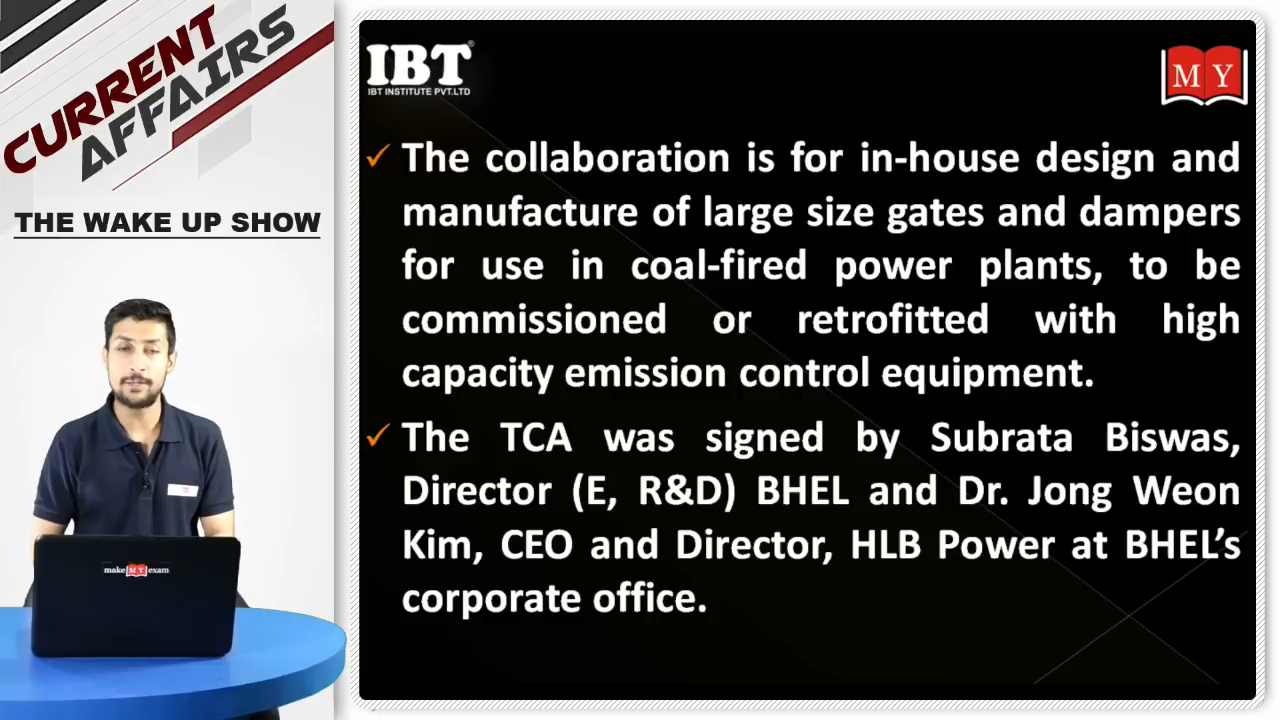 CURRENT
AFFAIRS
THE WAKE UP SHOW
make MY exam
IBT®
IBT INSTITUTE PVT.LTD
MY
✓ The collaboration is for in-house design and
manufacture of large size gates and dampers
for use in coal-fired power plants, to be
commissioned or retrofitted with high
capacity emission control equipment.
✓ The TCA was signed by Subrata Biswas,
Director (E, R&D) BHEL and Dr. Jong Weon
Kim, CEO and Director, HLB Power at BHEL’s
corporate office.